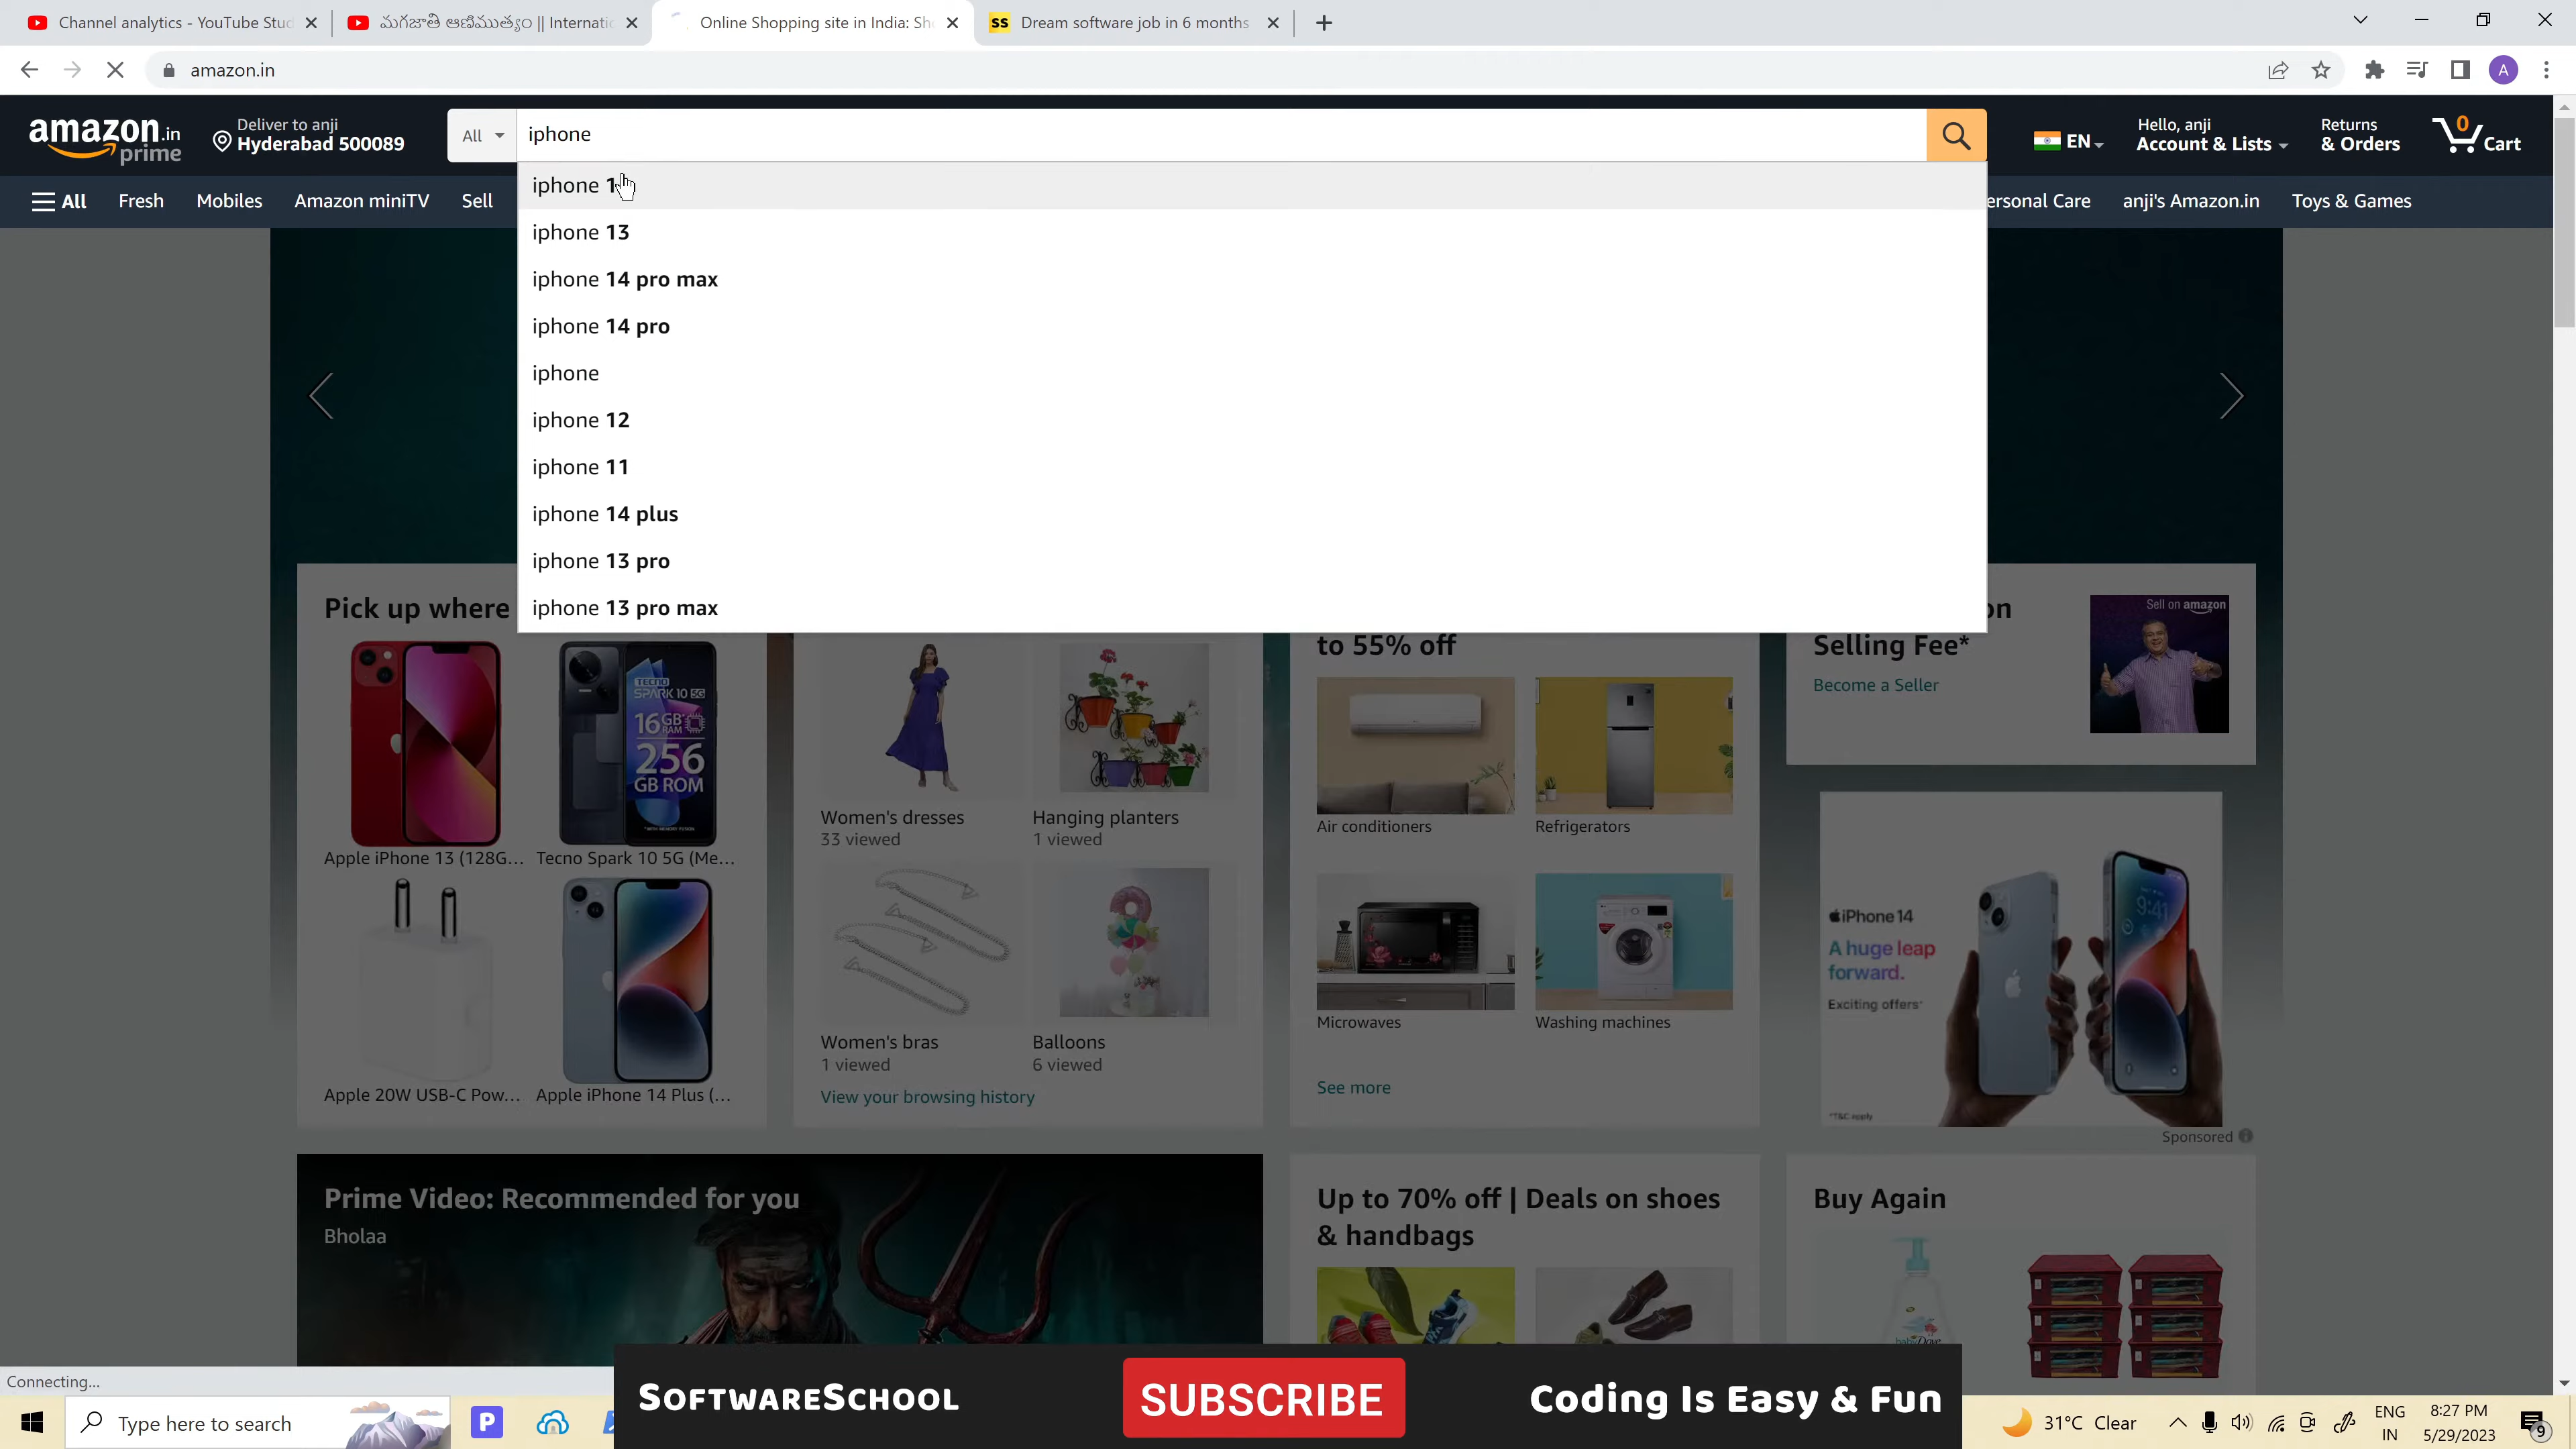 Channel analytics - YouTube Stud
మగజాతి ఆణిముత్యం || Internatio
Online Shopping site in India: Sh
SS Dream software job in 6 months
amazon.in
amazon.in
prime
Deliver to anji
Hyderabad 500089
All
iphone
EN
Hello, anji
Account & Lists
Returns
& Orders
0
Cart
All
Fresh
Mobiles
Amazon miniTV
Sell
ersonal Care
anji's Amazon.in
Toys & Games
iphone 1
iphone 13
iphone 14 pro max
iphone 14 pro
iphone
iphone 12
iphone 11
iphone 14 plus
iphone 13 pro
iphone 13 pro max
Pick up where
Apple iPhone 13 (128G...
TECNO
SPARK 10 5G
16GB
RAM
256
GB ROM
Tecno Spark 10 5G (Me...
Apple 20W USB-C Pow...
Apple iPhone 14 Plus (...
Women's dresses
33 viewed
Hanging planters
1 viewed
Women's bras
1 viewed
Balloons
6 viewed
View your browsing history
to 55% off
Air conditioners
Refrigerators
Microwaves
Washing machines
See more
on
Selling Fee*
Become a Seller
Sell on amazon
iPhone 14
A huge leap
forward.
Exciting offers*
9:41
*T&C apply
Sponsored
Prime Video: Recommended for you
Bholaa
Up to 70% off | Deals on shoes
& handbags
Buy Again
baby Dove
Connecting...
SOFTWARESCHOOL
SUBSCRIBE
Coding Is Easy & Fun
Type here to search
P
31°C Clear
ENG
IN
8:27 PM
5/29/2023
9